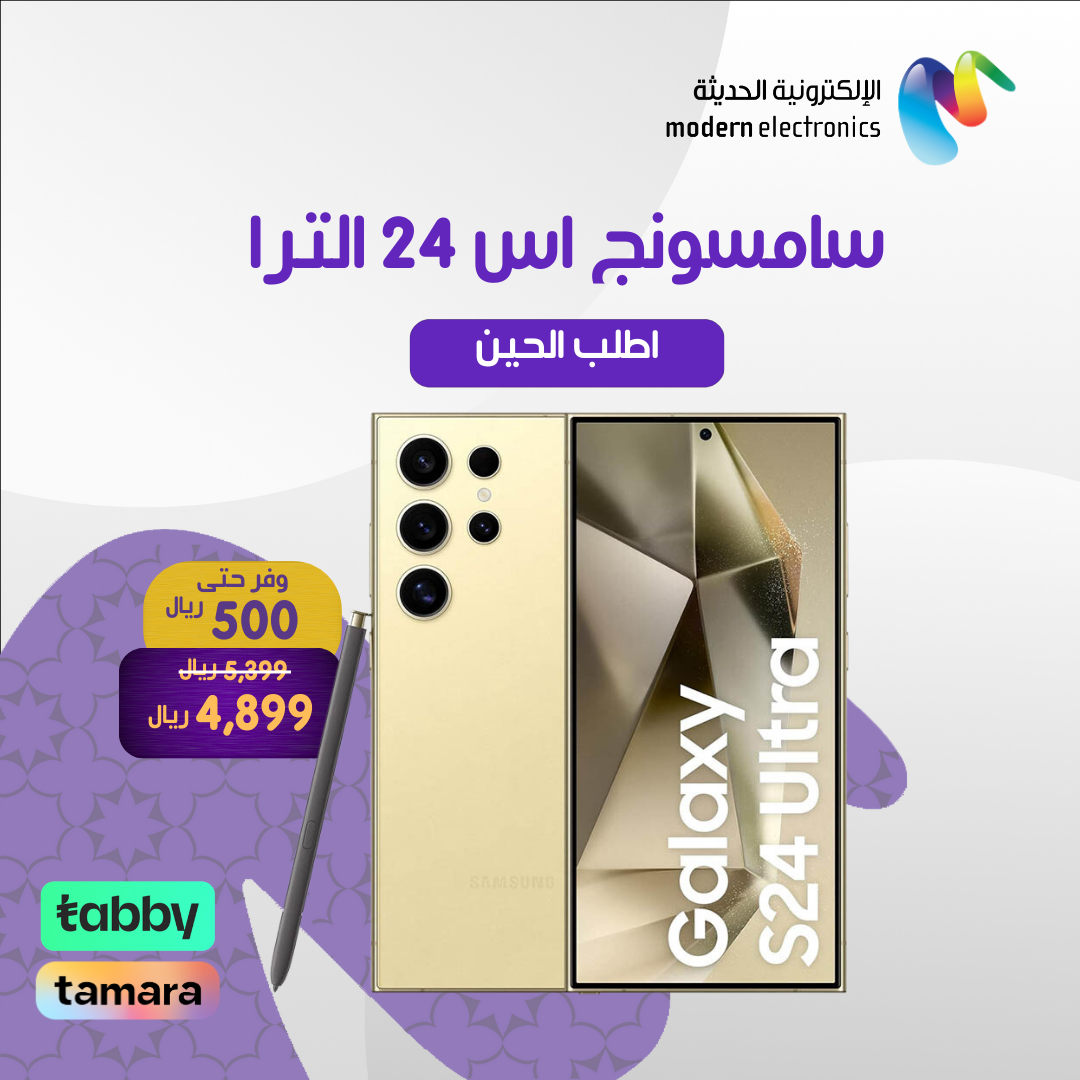 الإلكترونية الحديثة
modern electronics
سامسونج اس 24 الترا
اطلب الحين
وفر حتى
500 ريال
5,399 ريال
4,899 ريال
SAMSUNG
Galaxy
S24 Ultra
tabby
tamara